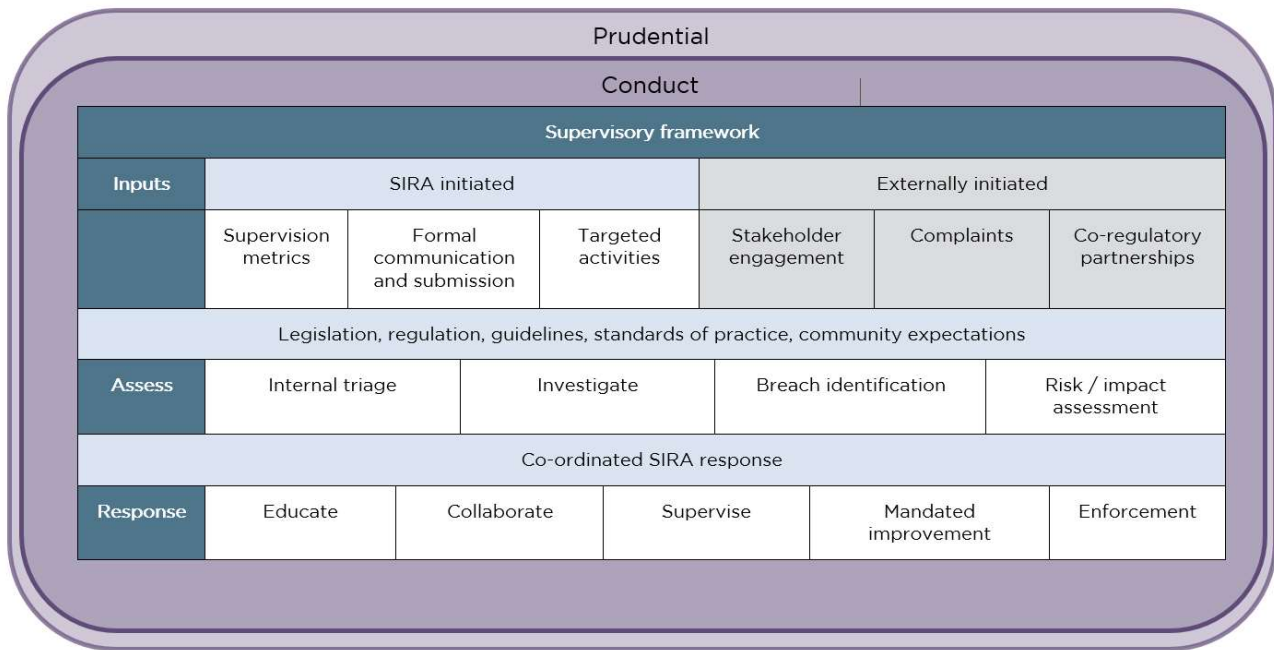 Prudential
Conduct
Supervisory framework
Inputs
SIRA initiated
Externally initiated
Supervision
metrics
Formal
communication
and submission
Targeted
activities
Stakeholder
engagement
Complaints
Co-regulatory
partnerships
Legislation, regulation, guidelines, standards of practice, community expectations
Assess
Internal triage
Investigate
Breach identification
Risk / impact
assessment
Co-ordinated SIRA response
Response
Educate
Collaborate
Supervise
Mandated
improvement
Enforcement